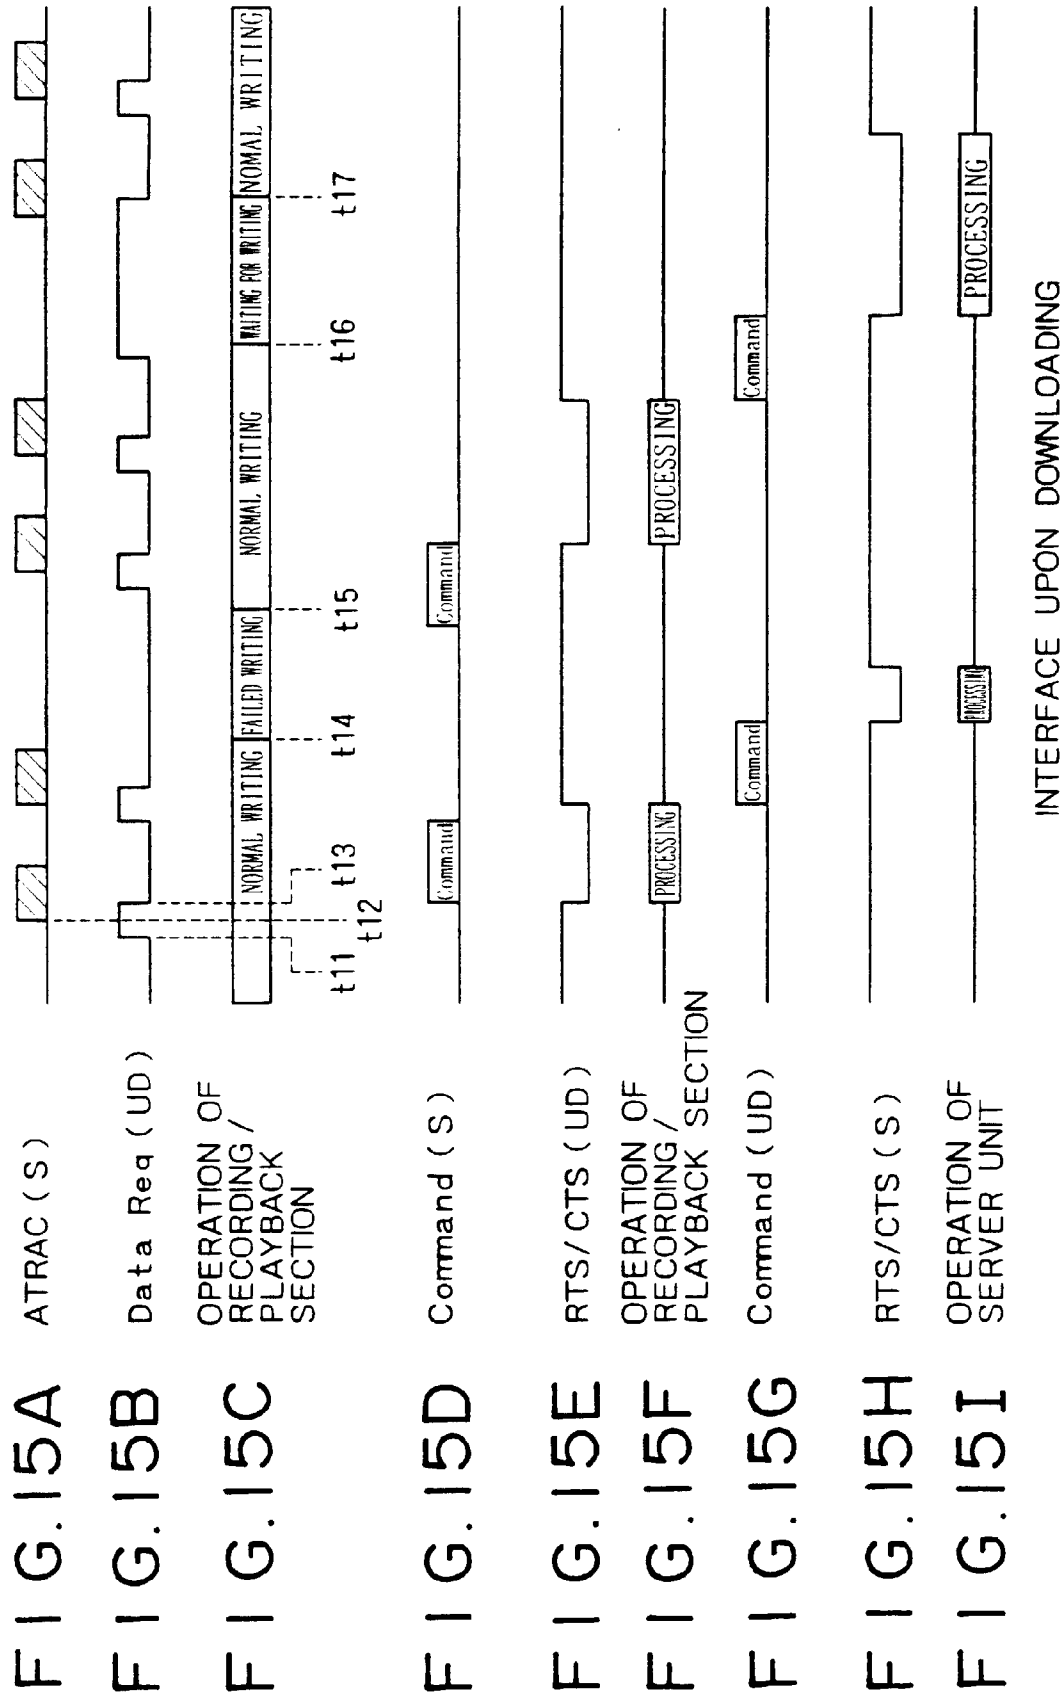 FIG.15A ATRAC(S)
FIG.15B Data Req(UD)
FIG.15C OPERATION OF
RECORDING/
PLAYBACK
SECTION
NORMAL WRITING FAILED WRITING NORMAL WRITING WAITING FOR WRITING NOMAL WRITING
t11 t12 t13 t14 t15 t16 t17
FIG.15D Command(S)
Command Command
FIG.15E RTS/CTS(UD)
FIG.15F OPERATION OF
RECORDING/
PLAYBACK SECTION
PROCESSING PROCESSING
FIG.15G Command(UD)
Command Command
FIG.15H RTS/CTS(S)
FIG.15I OPERATION OF
SERVER UNIT
PROCESSING PROCESSING
INTERFACE UPON DOWNLOADING